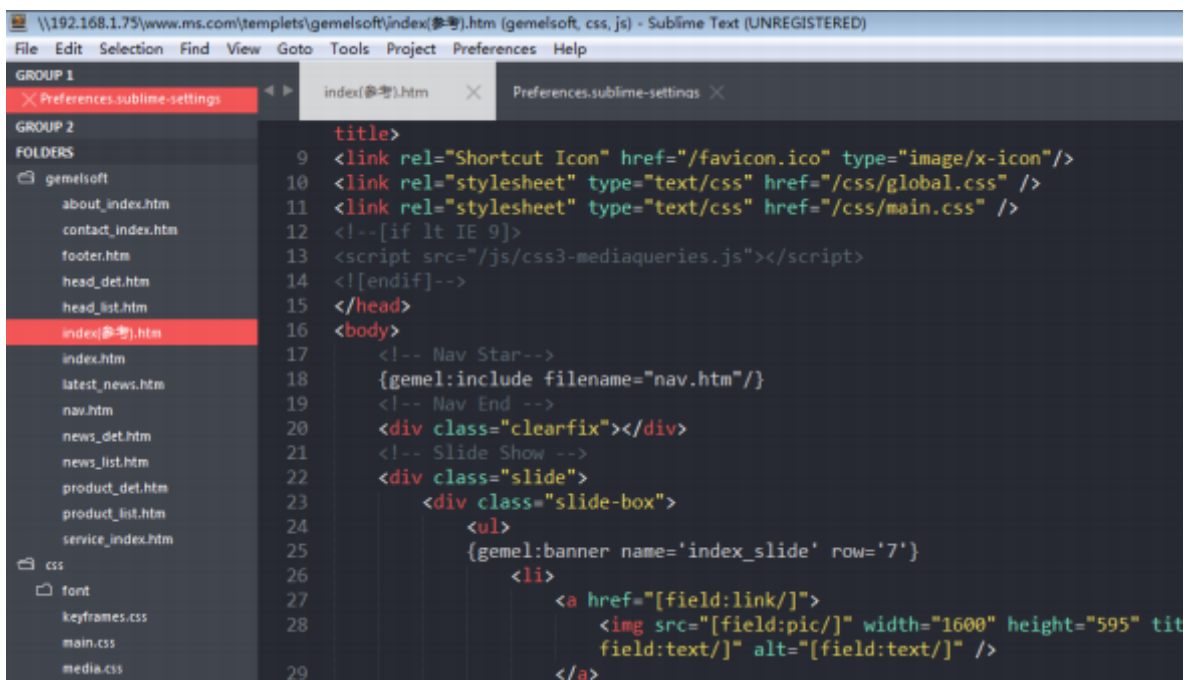 \\192.168.1.75\www.ms.com\templets\gemelsoft\index(参考).htm (gemelsoft, css, js) - Sublime Text (UNREGISTERED)
File Edit Selection Find View Goto Tools Project Preferences Help
GROUP 1
Preferences.sublime-settings
GROUP 2
FOLDERS
gemelsoft
about_index.htm
contact_index.htm
footer.htm
head_det.htm
head_list.htm
index(参考).htm
index.htm
latest_news.htm
nav.htm
news_det.htm
news_list.htm
product_det.htm
product_list.htm
service_index.htm
css
font
keyframes.css
main.css
media.css
index(参考).htm Preferences.sublime-settings
title>
9 <link rel="Shortcut Icon" href="/favicon.ico" type="image/x-icon"/>
10 <link rel="stylesheet" type="text/css" href="/css/global.css" />
11 <link rel="stylesheet" type="text/css" href="/css/main.css" />
12 <!--[if lt IE 9]>
13 <script src="/js/css3-mediaqueries.js"></script>
14 <![endif]-->
15 </head>
16 <body>
17 <!-- Nav Star-->
18 {gemel:include filename="nav.htm"/}
19 <!-- Nav End -->
20 <div class="clearfix"></div>
21 <!-- Slide Show -->
22 <div class="slide">
23 <div class="slide-box">
24 <ul>
25 {gemel:banner name='index_slide' row='7'}
26 <li>
27 <a href="[field:link/]">
28 <img src="[field:pic/]" width="1600" height="595" tit
field:text/]" alt="[field:text/]" />
29 </a>